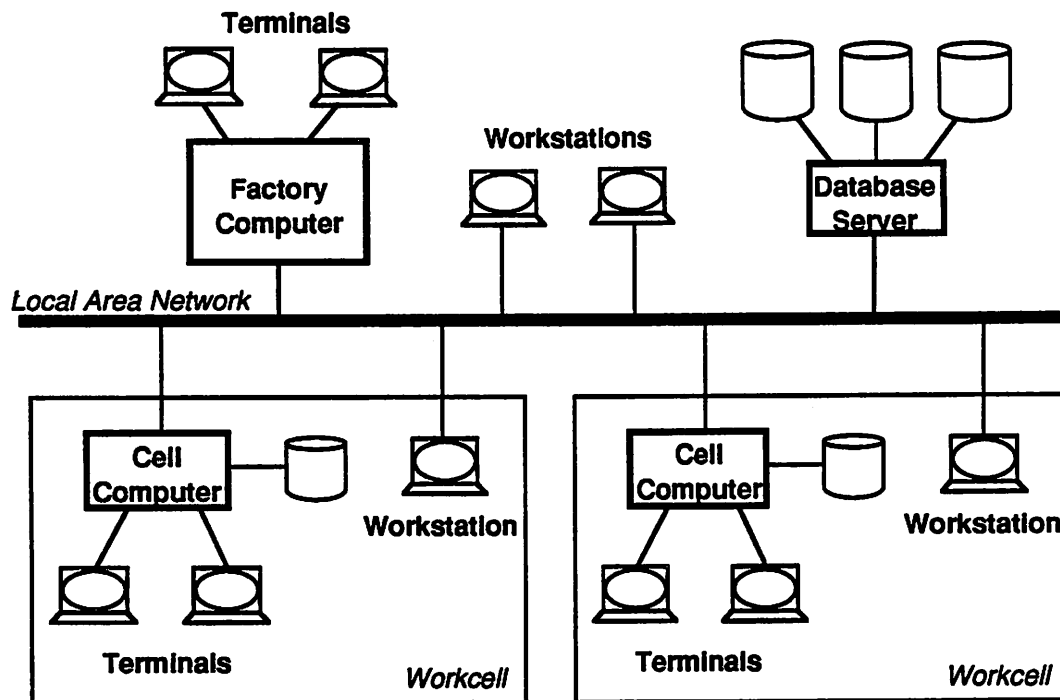 Terminals
Workstations
Factory
Computer
Database
Server
Local Area Network
Cell
Computer
Workstation
Terminals
Workcell
Cell
Computer
Workstation
Terminals
Workcell